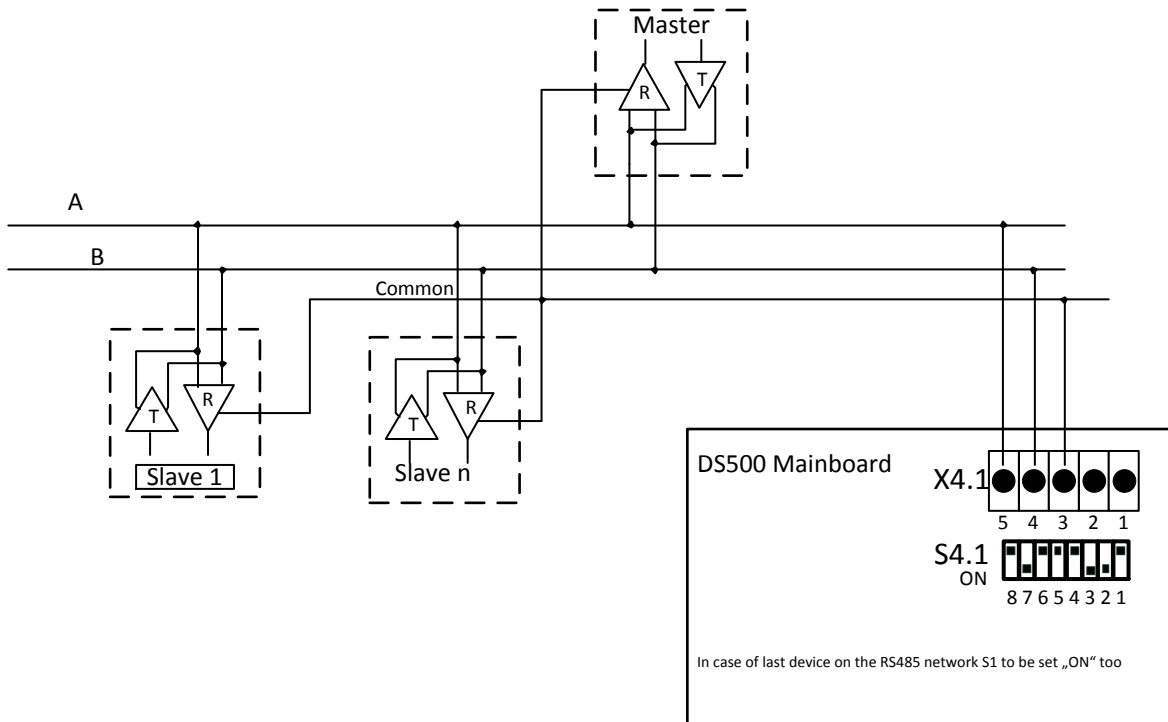 Master
R
T
A
B
Common
T
R
Slave 1
T
R
Slave n
DS500 Mainboard
X4.1
5 4 3 2 1
S4.1
ON
8 7 6 5 4 3 2 1
In case of last device on the RS485 network S1 to be set „ON“ too